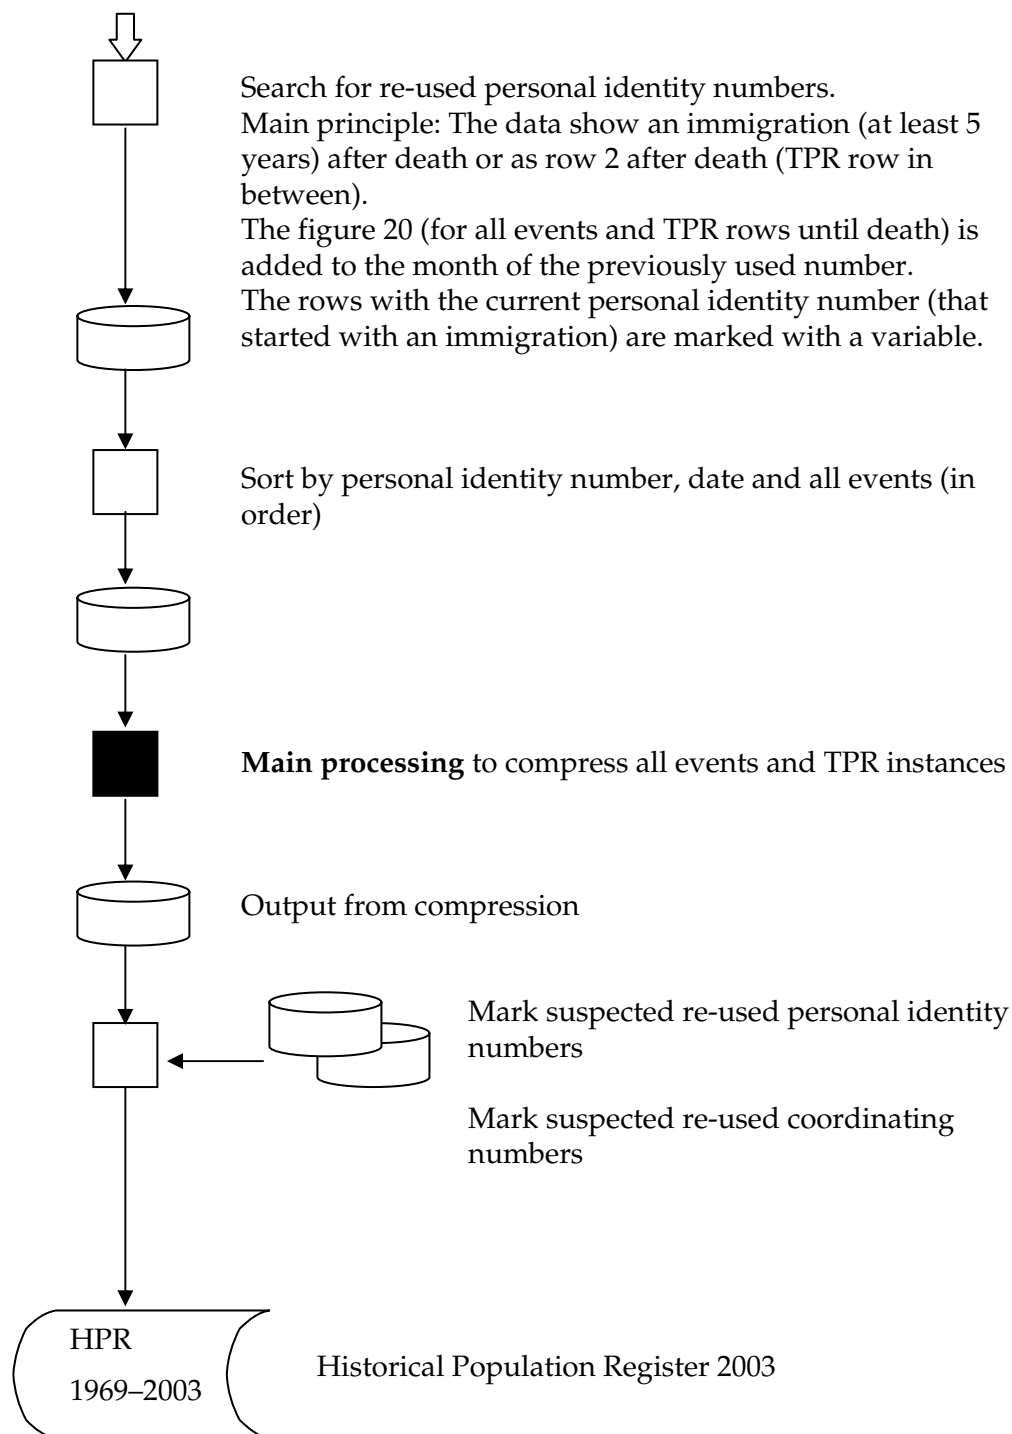 Search for re-used personal identity numbers.
Main principle: The data show an immigration (at least 5
years) after death or as row 2 after death (TPR row in
between).
The figure 20 (for all events and TPR rows until death) is
added to the month of the previously used number.
The rows with the current personal identity number (that
started with an immigration) are marked with a variable.
Sort by personal identity number, date and all events (in
order)
Main processing to compress all events and TPR instances
Output from compression
Mark suspected re-used personal identity
numbers
Mark suspected re-used coordinating
numbers
HPR
1969–2003
Historical Population Register 2003